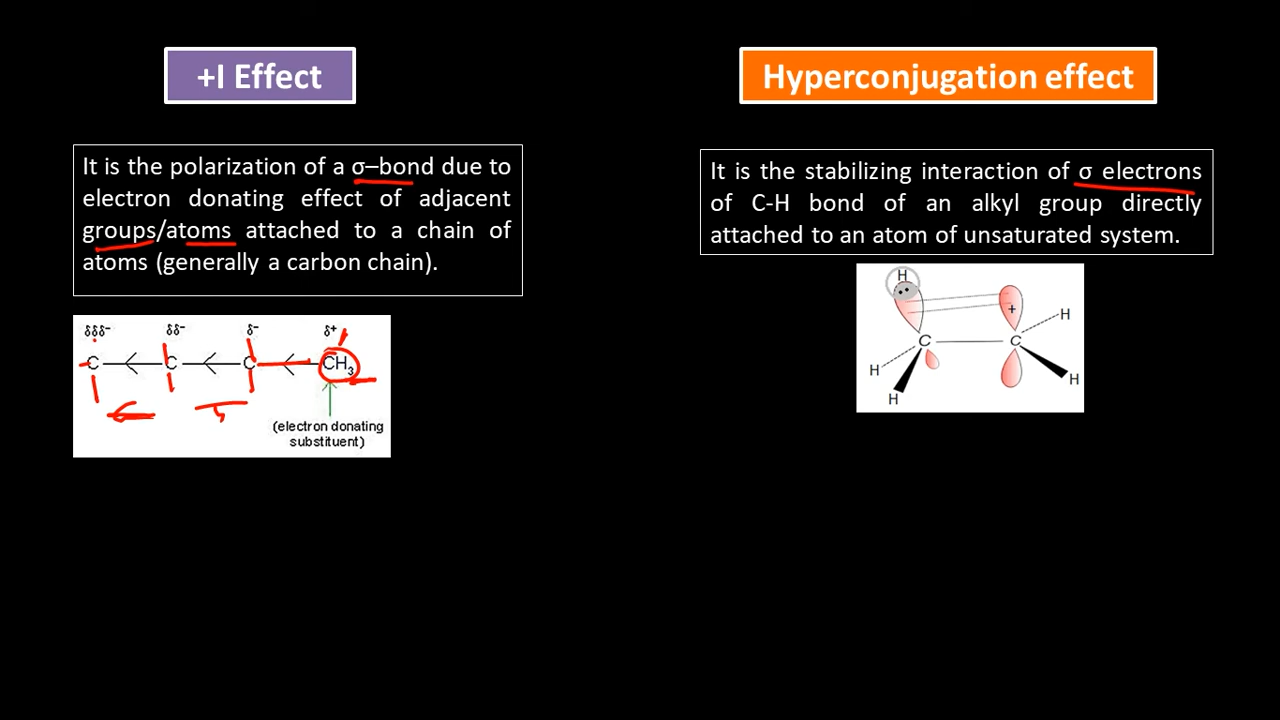 +I Effect
Hyperconjugation effect
It is the polarization of a σ–bond due to
electron donating effect of adjacent
groups/atoms attached to a chain of
atoms (generally a carbon chain).
It is the stabilizing interaction of σ electrons
of C-H bond of an alkyl group directly
attached to an atom of unsaturated system.
δδδ- δδ- δ- δ+
C C C CH3
(electron donating
substituent)
H
+
H
C C
H
H
H